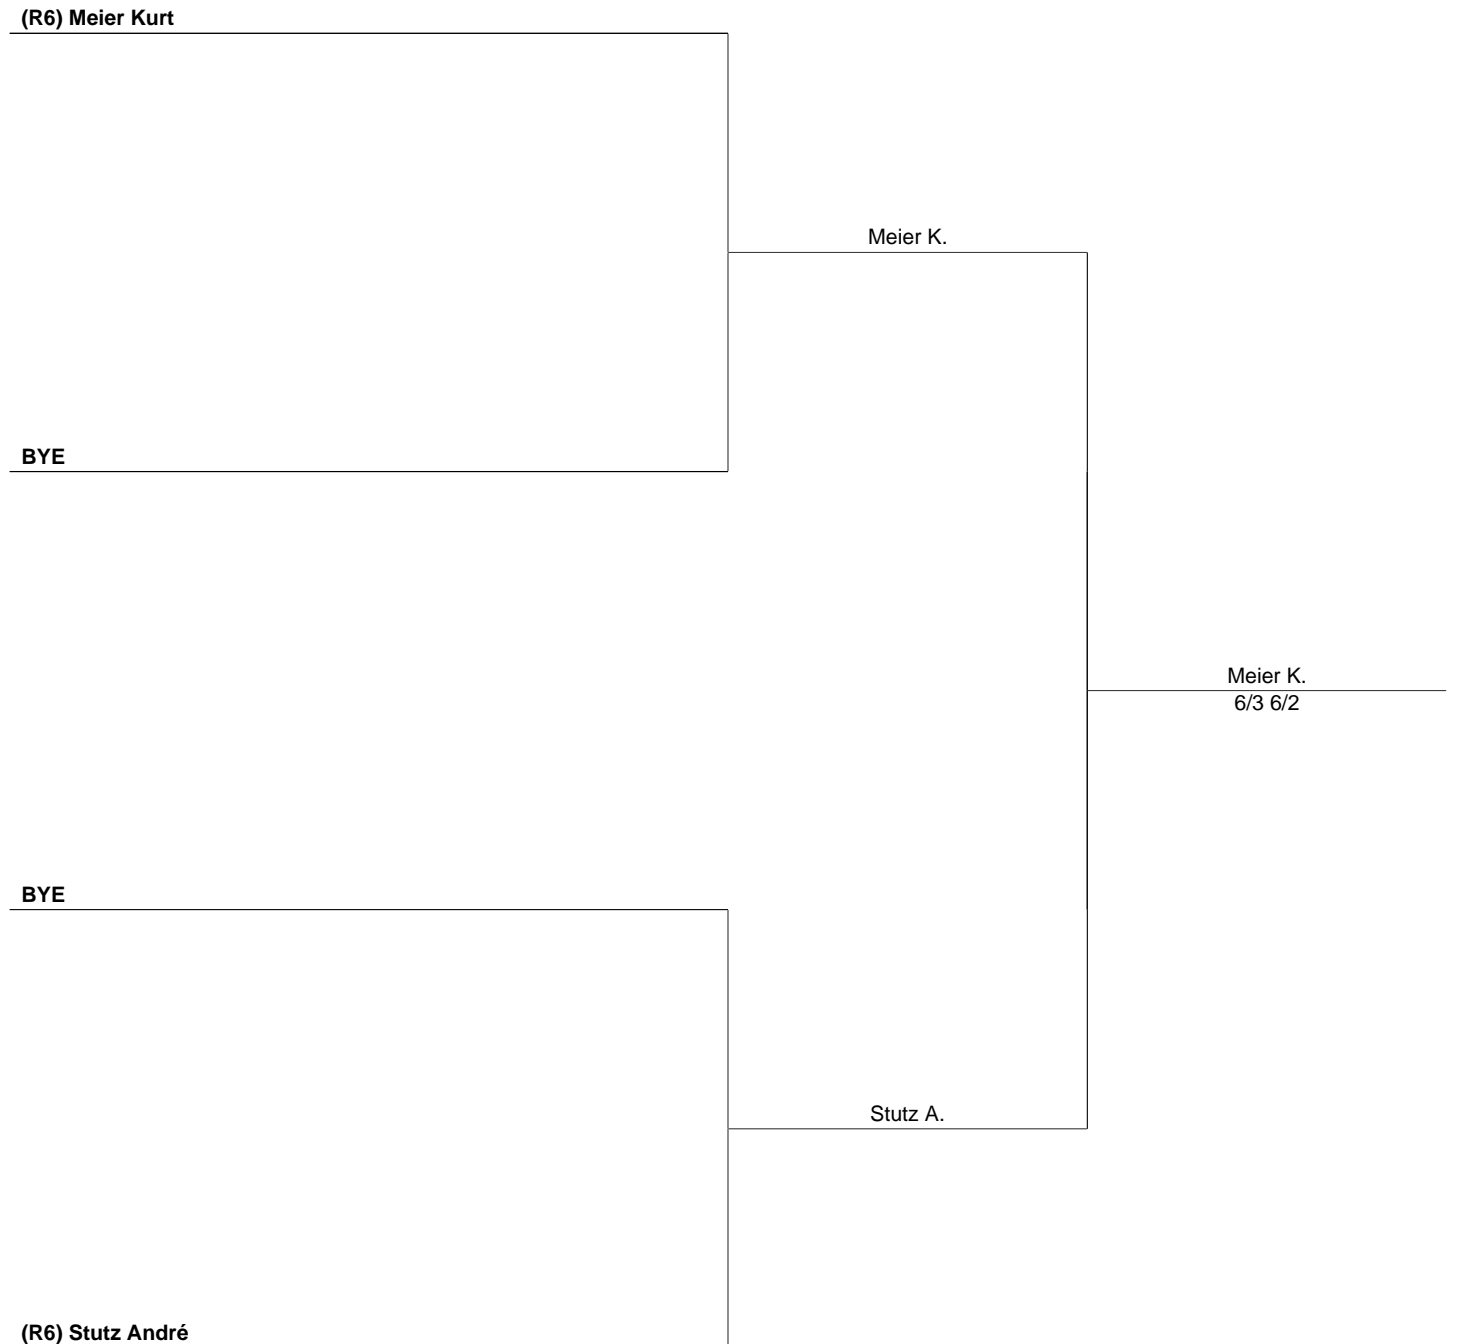 (R6) Meier Kurt
Meier K.
BYE
Meier K.
6/3 6/2
BYE
Stutz A.
(R6) Stutz André